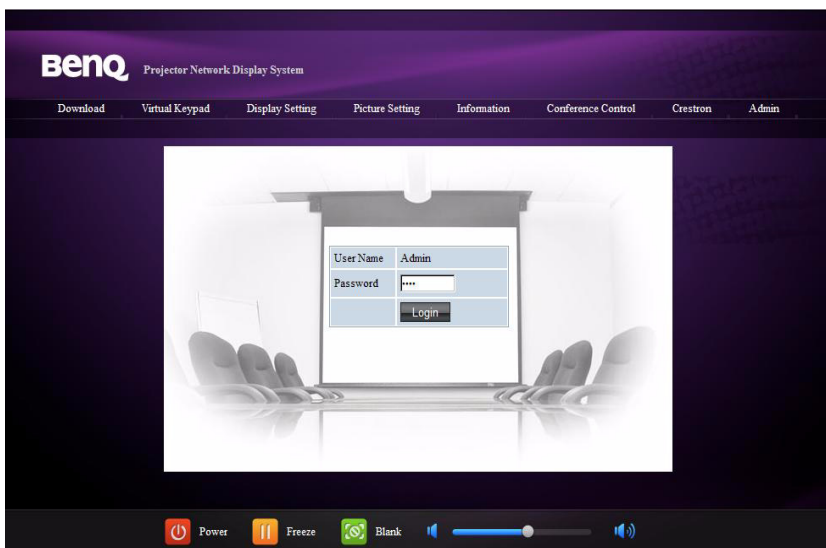 BenQ Projector Network Display System
Download Virtual Keypad Display Setting Picture Setting Information Conference Control Crestron Admin
User Name Admin
Password ••••
Login
Power Freeze Blank